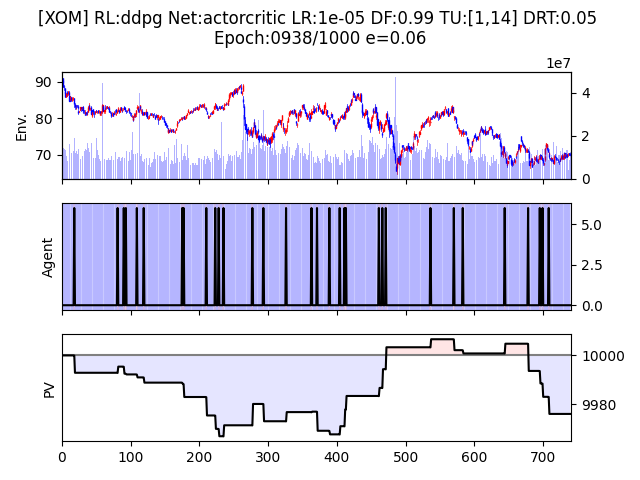 [XOM] RL:ddpg Net:actorcritic LR:1e-05 DF:0.99 TU:[1,14] DRT:0.05
Epoch:0938/1000 e=0.06
1e7
Env.
90
80
70
4
2
0
Agent
5.0
2.5
0.0
PV
10000
9980
0 100 200 300 400 500 600 700